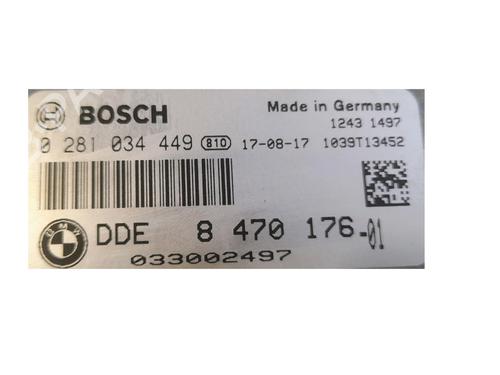 BOSCH
Made in Germany
1243 1497
0 281 034 449 810 17-08-17 1039T13452
BMW DDE 8 470 176-01
033002497